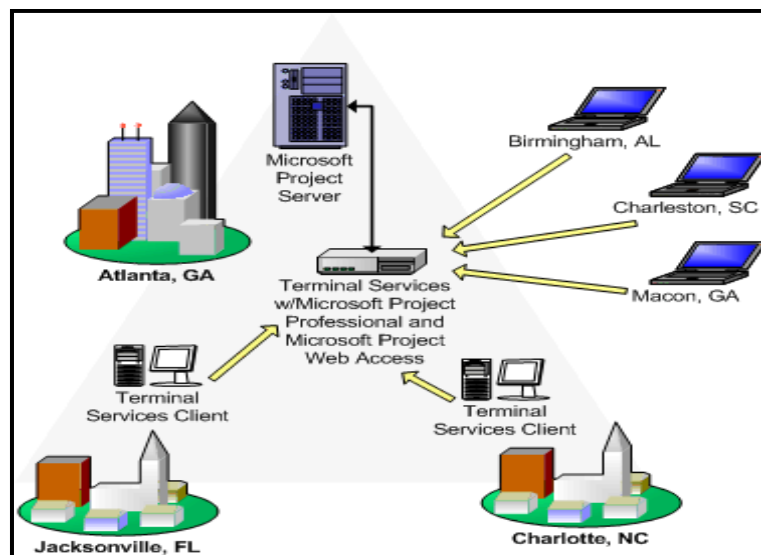 Microsoft
Project
Server
Birmingham, AL
Charleston, SC
Macon, GA
Atlanta, GA
Terminal Services
w/Microsoft Project
Professional and
Microsoft Project
Web Access
Terminal
Services Client
Terminal
Services Client
Jacksonville, FL
Charlotte, NC